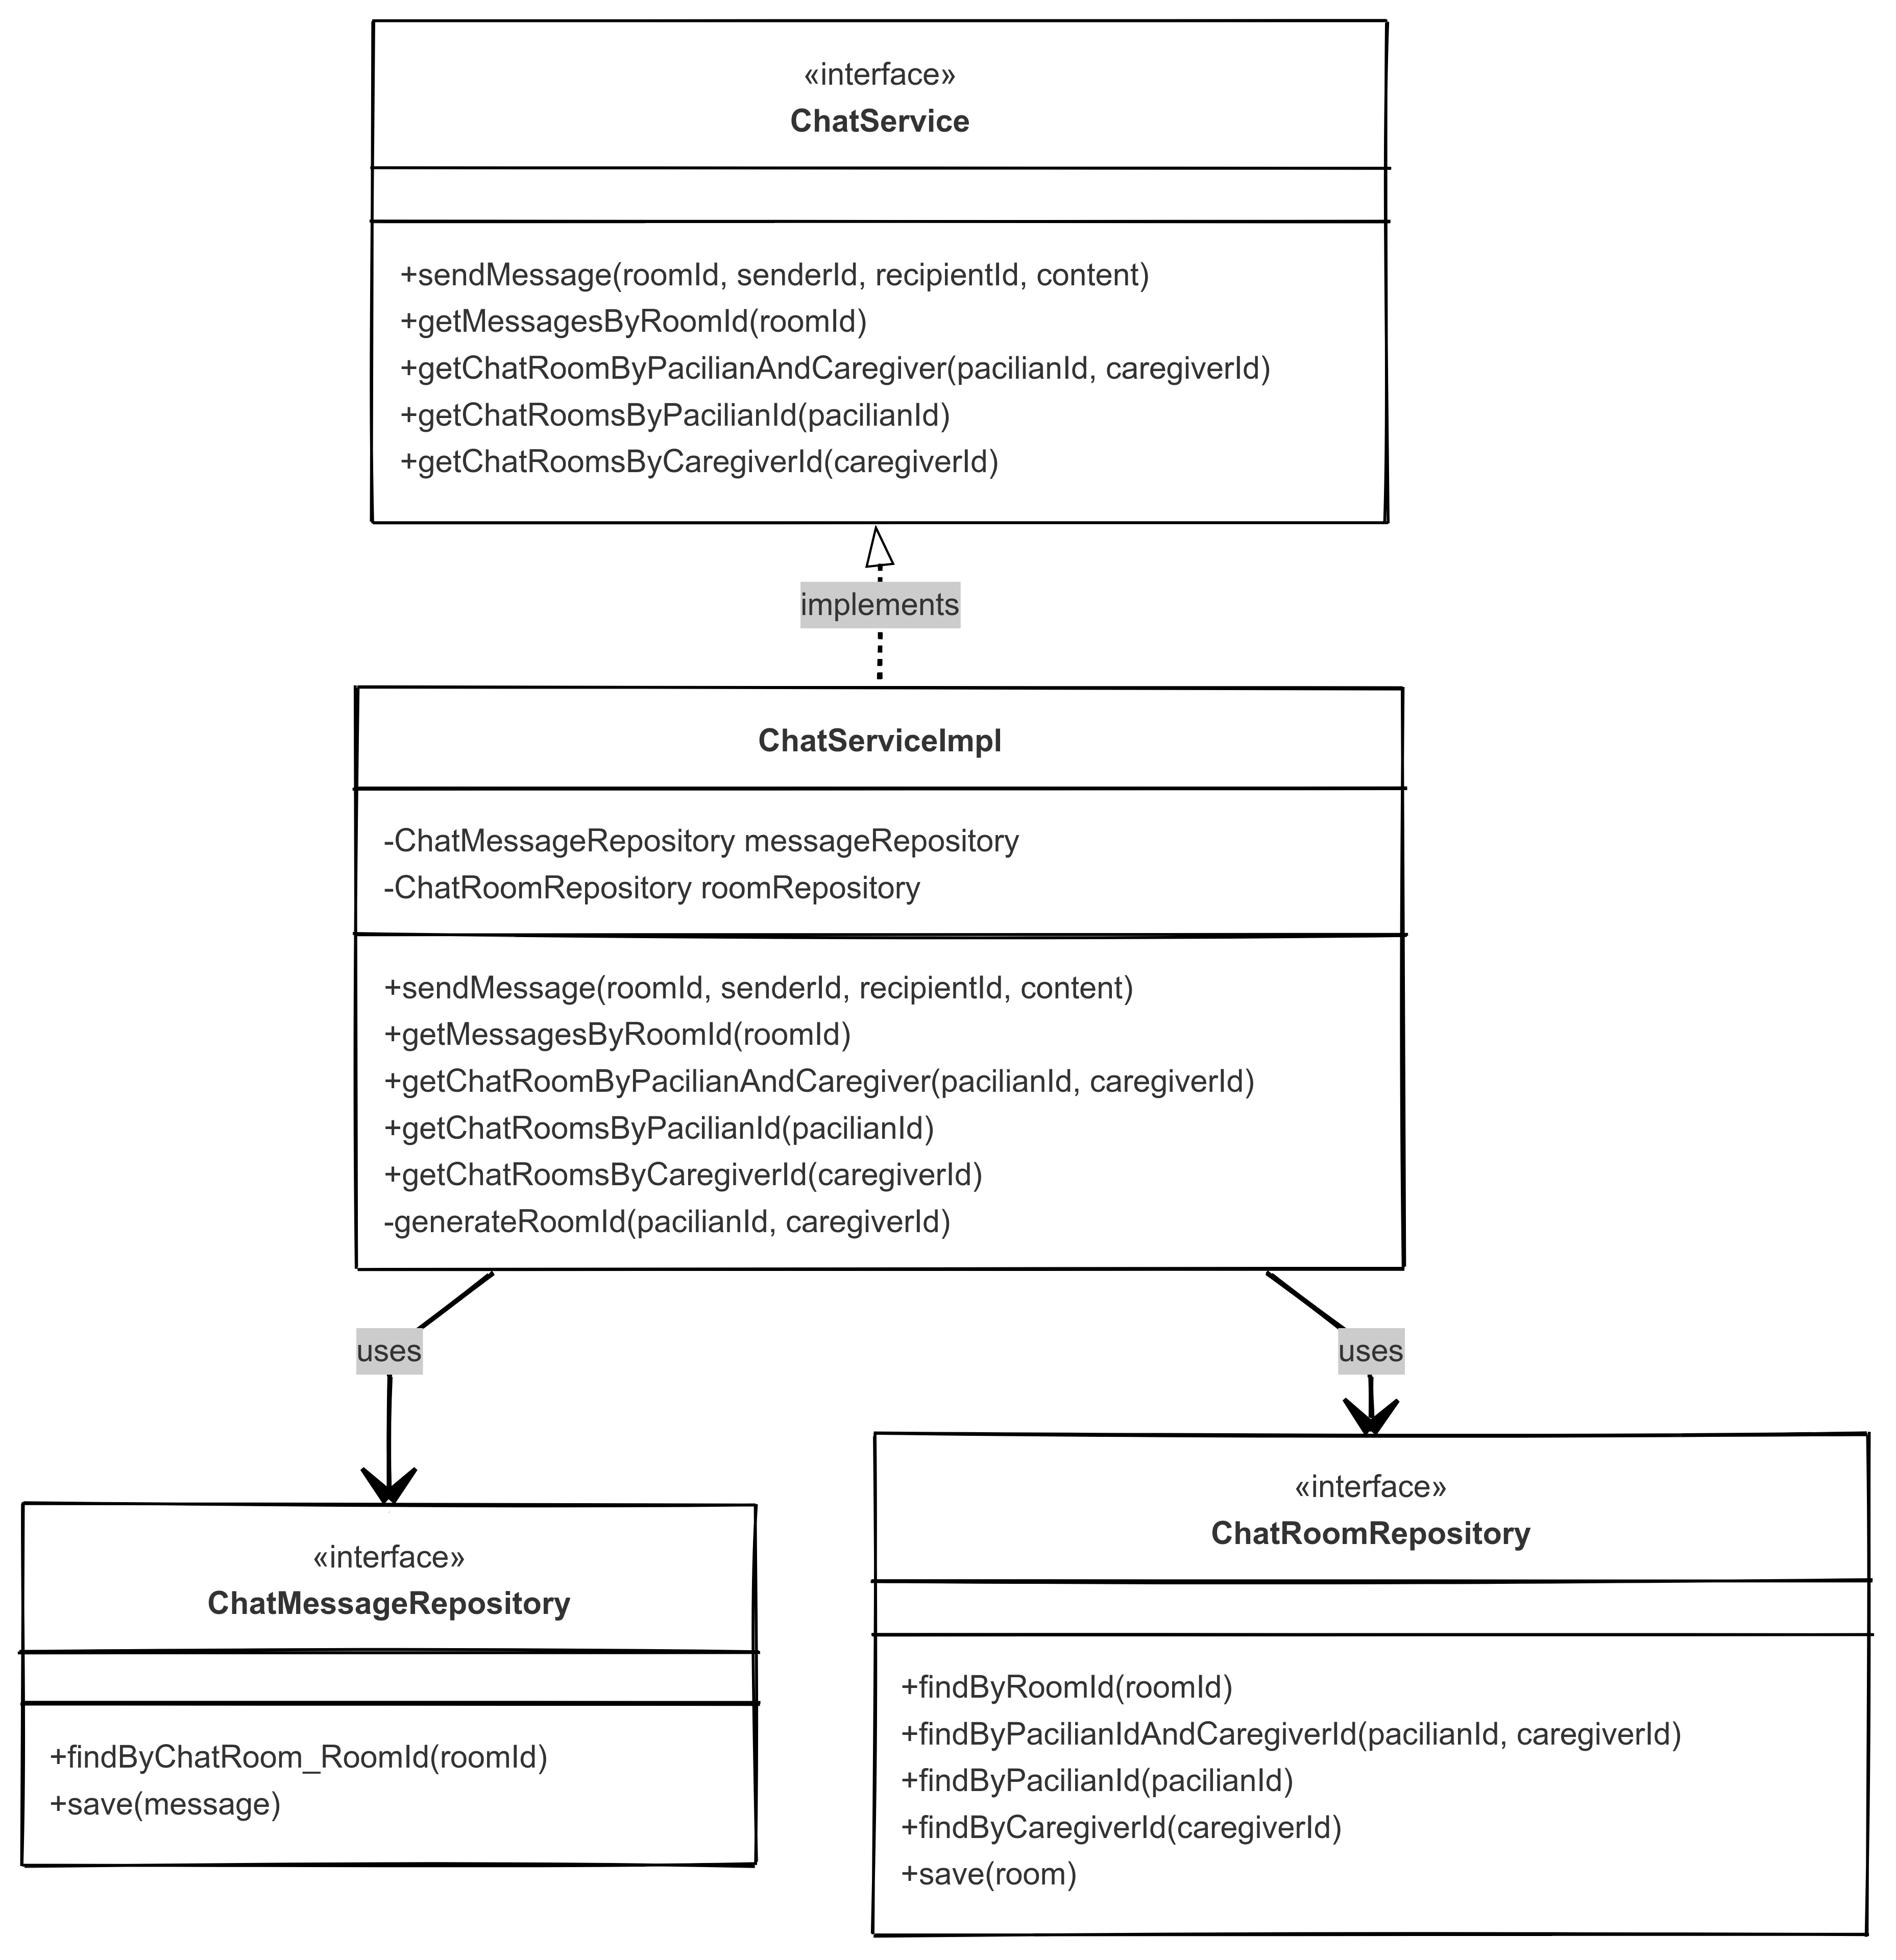 «interface»
ChatService
+sendMessage(roomId, senderId, recipientId, content)
+getMessagesByRoomId(roomId)
+getChatRoomByPacilianAndCaregiver(pacilianId, caregiverId)
+getChatRoomsByPacilianId(pacilianId)
+getChatRoomsByCaregiverId(caregiverId)
implements
ChatServiceImpl
-ChatMessageRepository messageRepository
-ChatRoomRepository roomRepository
+sendMessage(roomId, senderId, recipientId, content)
+getMessagesByRoomId(roomId)
+getChatRoomByPacilianAndCaregiver(pacilianId, caregiverId)
+getChatRoomsByPacilianId(pacilianId)
+getChatRoomsByCaregiverId(caregiverId)
-generateRoomId(pacilianId, caregiverId)
uses
uses
«interface»
ChatMessageRepository
+findByChatRoom_RoomId(roomId)
+save(message)
«interface»
ChatRoomRepository
+findByRoomId(roomId)
+findByPacilianIdAndCaregiverId(pacilianId, caregiverId)
+findByPacilianId(pacilianId)
+findByCaregiverId(caregiverId)
+save(room)